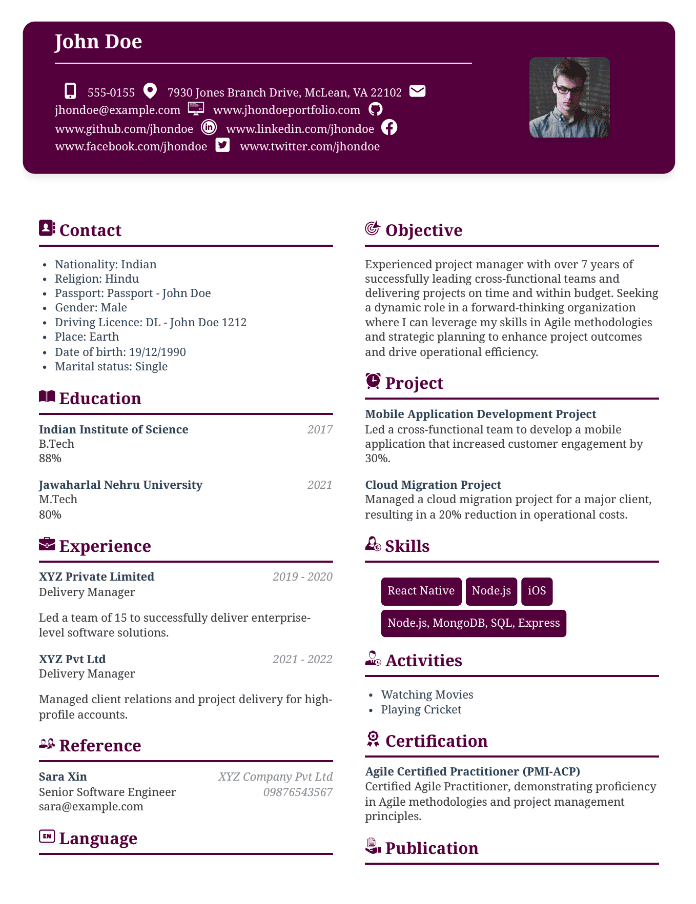 John Doe
555-0155 7930 Jones Branch Drive, McLean, VA 22102
jhondoe@example.com www.jhondoeportfolio.com
www.github.com/jhondoe www.linkedin.com/jhondoe
www.facebook.com/jhondoe www.twitter.com/jhondoe
Contact
• Nationality: Indian
• Religion: Hindu
• Passport: Passport - John Doe
• Gender: Male
• Driving Licence: DL - John Doe 1212
• Place: Earth
• Date of birth: 19/12/1990
• Marital status: Single
Education
Indian Institute of Science 2017
B.Tech
88%
Jawaharlal Nehru University 2021
M.Tech
80%
Experience
XYZ Private Limited 2019 - 2020
Delivery Manager
Led a team of 15 to successfully deliver enterprise-
level software solutions.
XYZ Pvt Ltd 2021 - 2022
Delivery Manager
Managed client relations and project delivery for high-
profile accounts.
Reference
Sara Xin XYZ Company Pvt Ltd
Senior Software Engineer 09876543567
sara@example.com
EN Language
Objective
Experienced project manager with over 7 years of
successfully leading cross-functional teams and
delivering projects on time and within budget. Seeking
a dynamic role in a forward-thinking organization
where I can leverage my skills in Agile methodologies
and strategic planning to enhance project outcomes
and drive operational efficiency.
Project
Mobile Application Development Project
Led a cross-functional team to develop a mobile
application that increased customer engagement by
30%.
Cloud Migration Project
Managed a cloud migration project for a major client,
resulting in a 20% reduction in operational costs.
Skills
React Native Node.js iOS
Node.js, MongoDB, SQL, Express
Activities
• Watching Movies
• Playing Cricket
Certification
Agile Certified Practitioner (PMI-ACP)
Certified Agile Practitioner, demonstrating proficiency
in Agile methodologies and project management
principles.
Publication